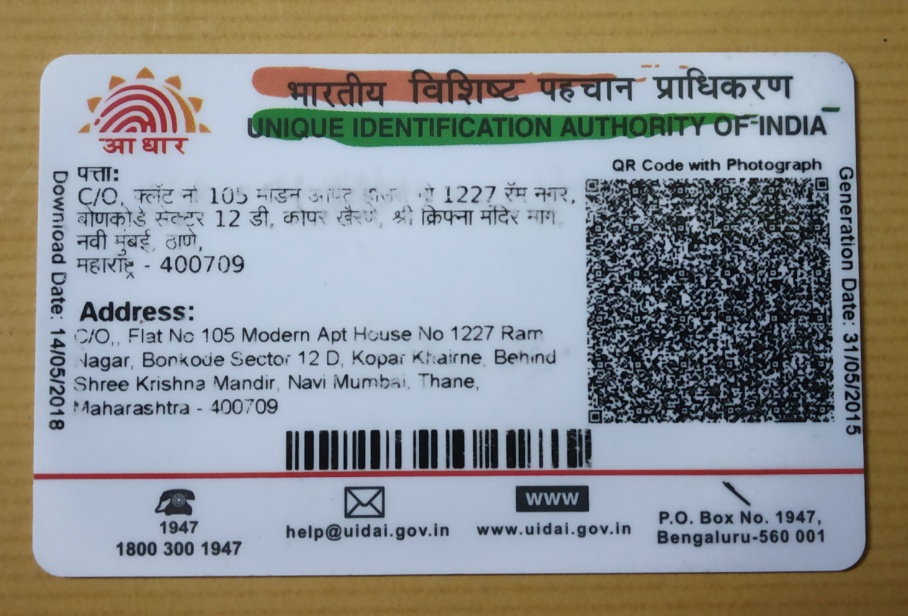 भारतीय विशिष्ट पहचान प्राधिकरण
UNIQUE IDENTIFICATION AUTHORITY OF INDIA
आधार
QR Code with Photograph
पत्ता:
C/O, फ्लॅट नं 105 मोडर्न 1227 रॅम नगर,
बोणकोडे सेक्टर 12 डी, कोपर खैरणे, श्री क्रिष्ना मंदिर मार्ग
नवी मुंबई, ठाणे,
महाराष्ट्र - 400709
Address:
C/O,, Flat No 105 Modern Apt House No 1227 Ram
Nagar, Bonkode Sector 12 D, Kopar Khairne, Behind
Shree Krishna Mandir, Navi Mumbai, Thane,
Maharashtra - 400709
Download Date: 14/05/2018
Generation Date: 31/05/2015
1947
1800 300 1947
help@uidai.gov.in
WWW
www.uidai.gov.in
P.O. Box No. 1947,
Bengaluru-560 001